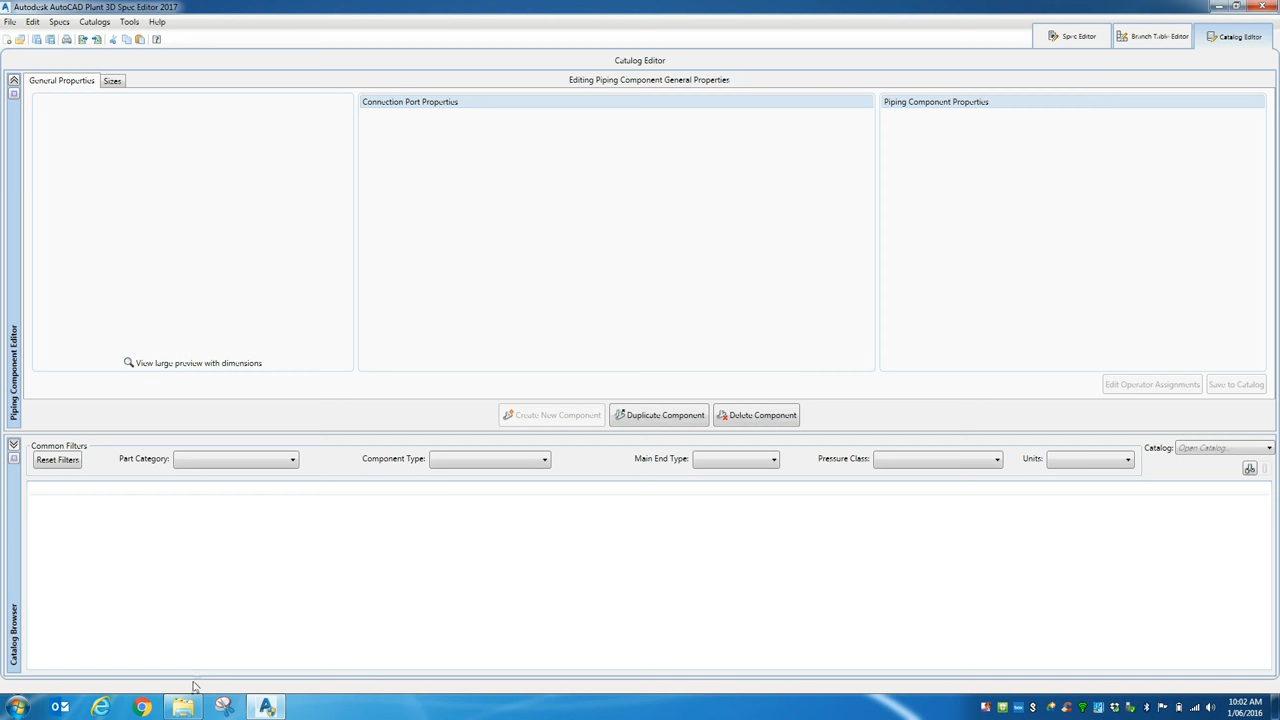 Autodesk AutoCAD Plant 3D Spec Editor 2017
File Edit Specs Catalogs Tools Help
Spec Editor Branch Table Editor Catalog Editor
Catalog Editor
General Properties Sizes Editing Piping Component General Properties
Connection Port Properties Piping Component Properties
View large preview with dimensions
Piping Component Editor
Edit Operator Assignments Save to Catalog
Create New Component Duplicate Component Delete Component
Common Filters
Reset Filters Part Category: Component Type: Main End Type: Pressure Class: Units: Catalog: Open Catalog...
Catalog Browser
10:02 AM
1/06/2016